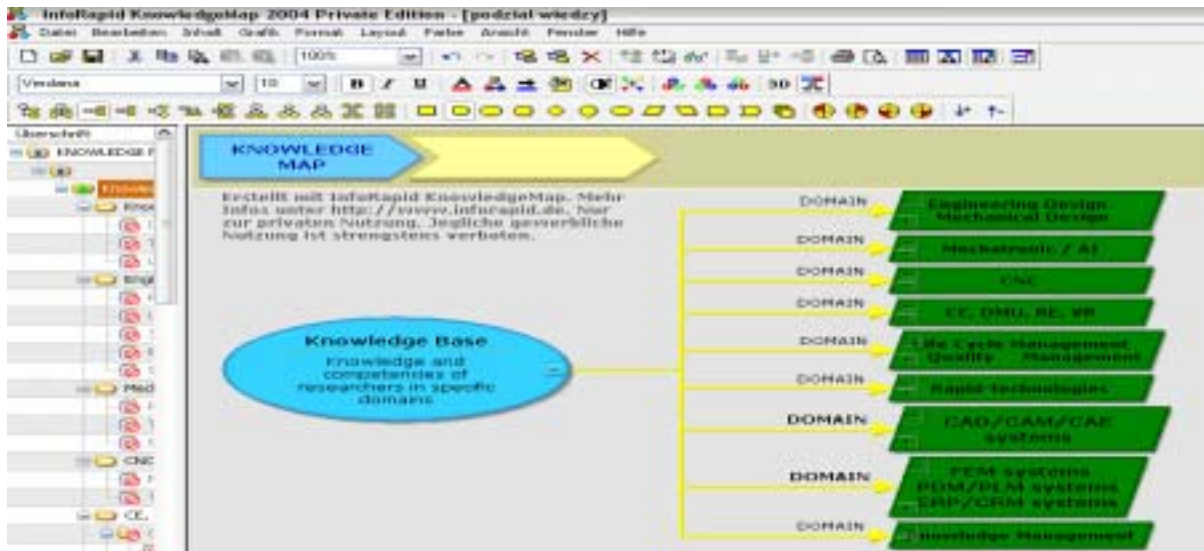 InfoRapid KnowledgeMap 2004 Private Edition - [podzial wiedzy]
Datei Bearbeiten Inhalt Grafik Format Layout Farbe Ansicht Fenster Hilfe
100%
Verdana 10 B I U
Überschrift
KNOWLEDGE
KNOWLEDGE
MAP
Erstellt mit InfoRapid KnowledgeMap. Mehr
Infos unter http://www.inforapid.de. Nur
zur privaten Nutzung. Jegliche gewerbliche
Nutzung ist strengstens verboten.
Knowledge Base
Knowledge and
competencies of
researchers in specific
domains
DOMAIN
Engineering Design
Mechanical Design
DOMAIN
Mechatronic / AI
DOMAIN
CNC
DOMAIN
CE, DMU, RE, VR
DOMAIN
Life Cycle Management
Quality Management
DOMAIN
Rapid technologies
DOMAIN
CAD/CAM/CAE
systems
DOMAIN
FEM systems
PDM/PLM systems
ERP/CRM systems
DOMAIN
Knowledge Management
CNC
CE,